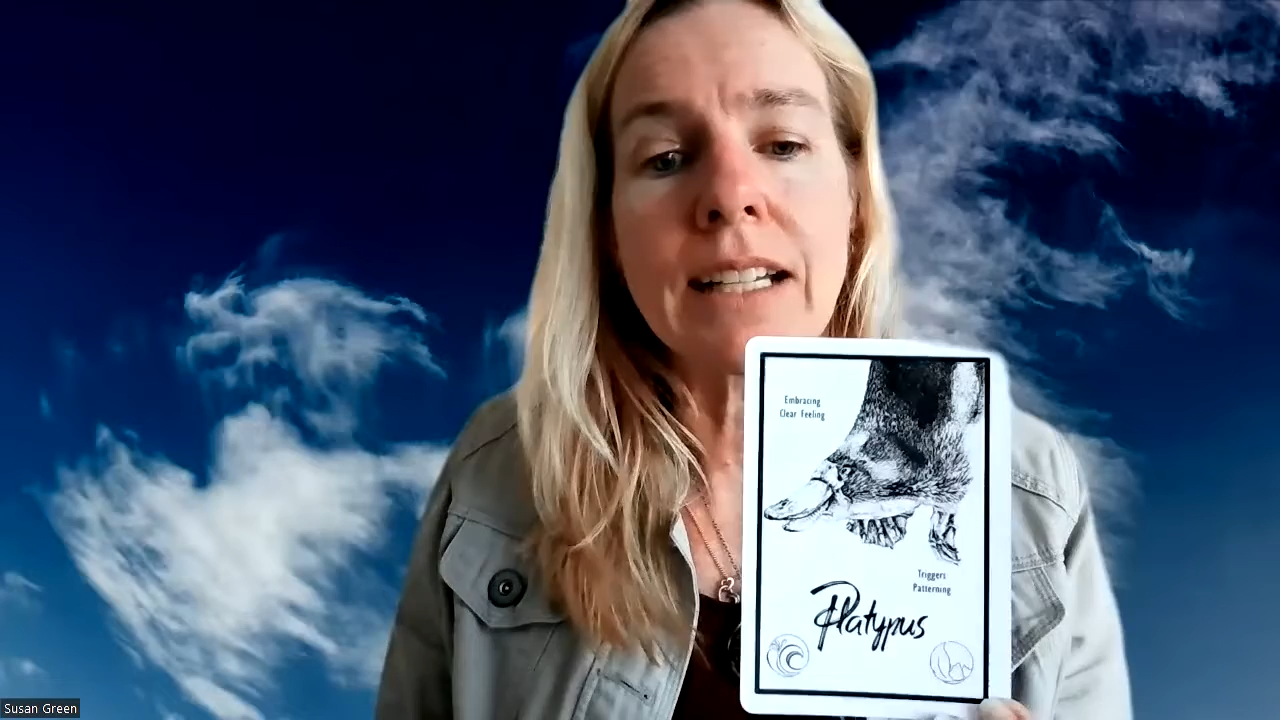 Embracing
Clear Feeling
Triggers
Patterning
Platypus
Susan Green